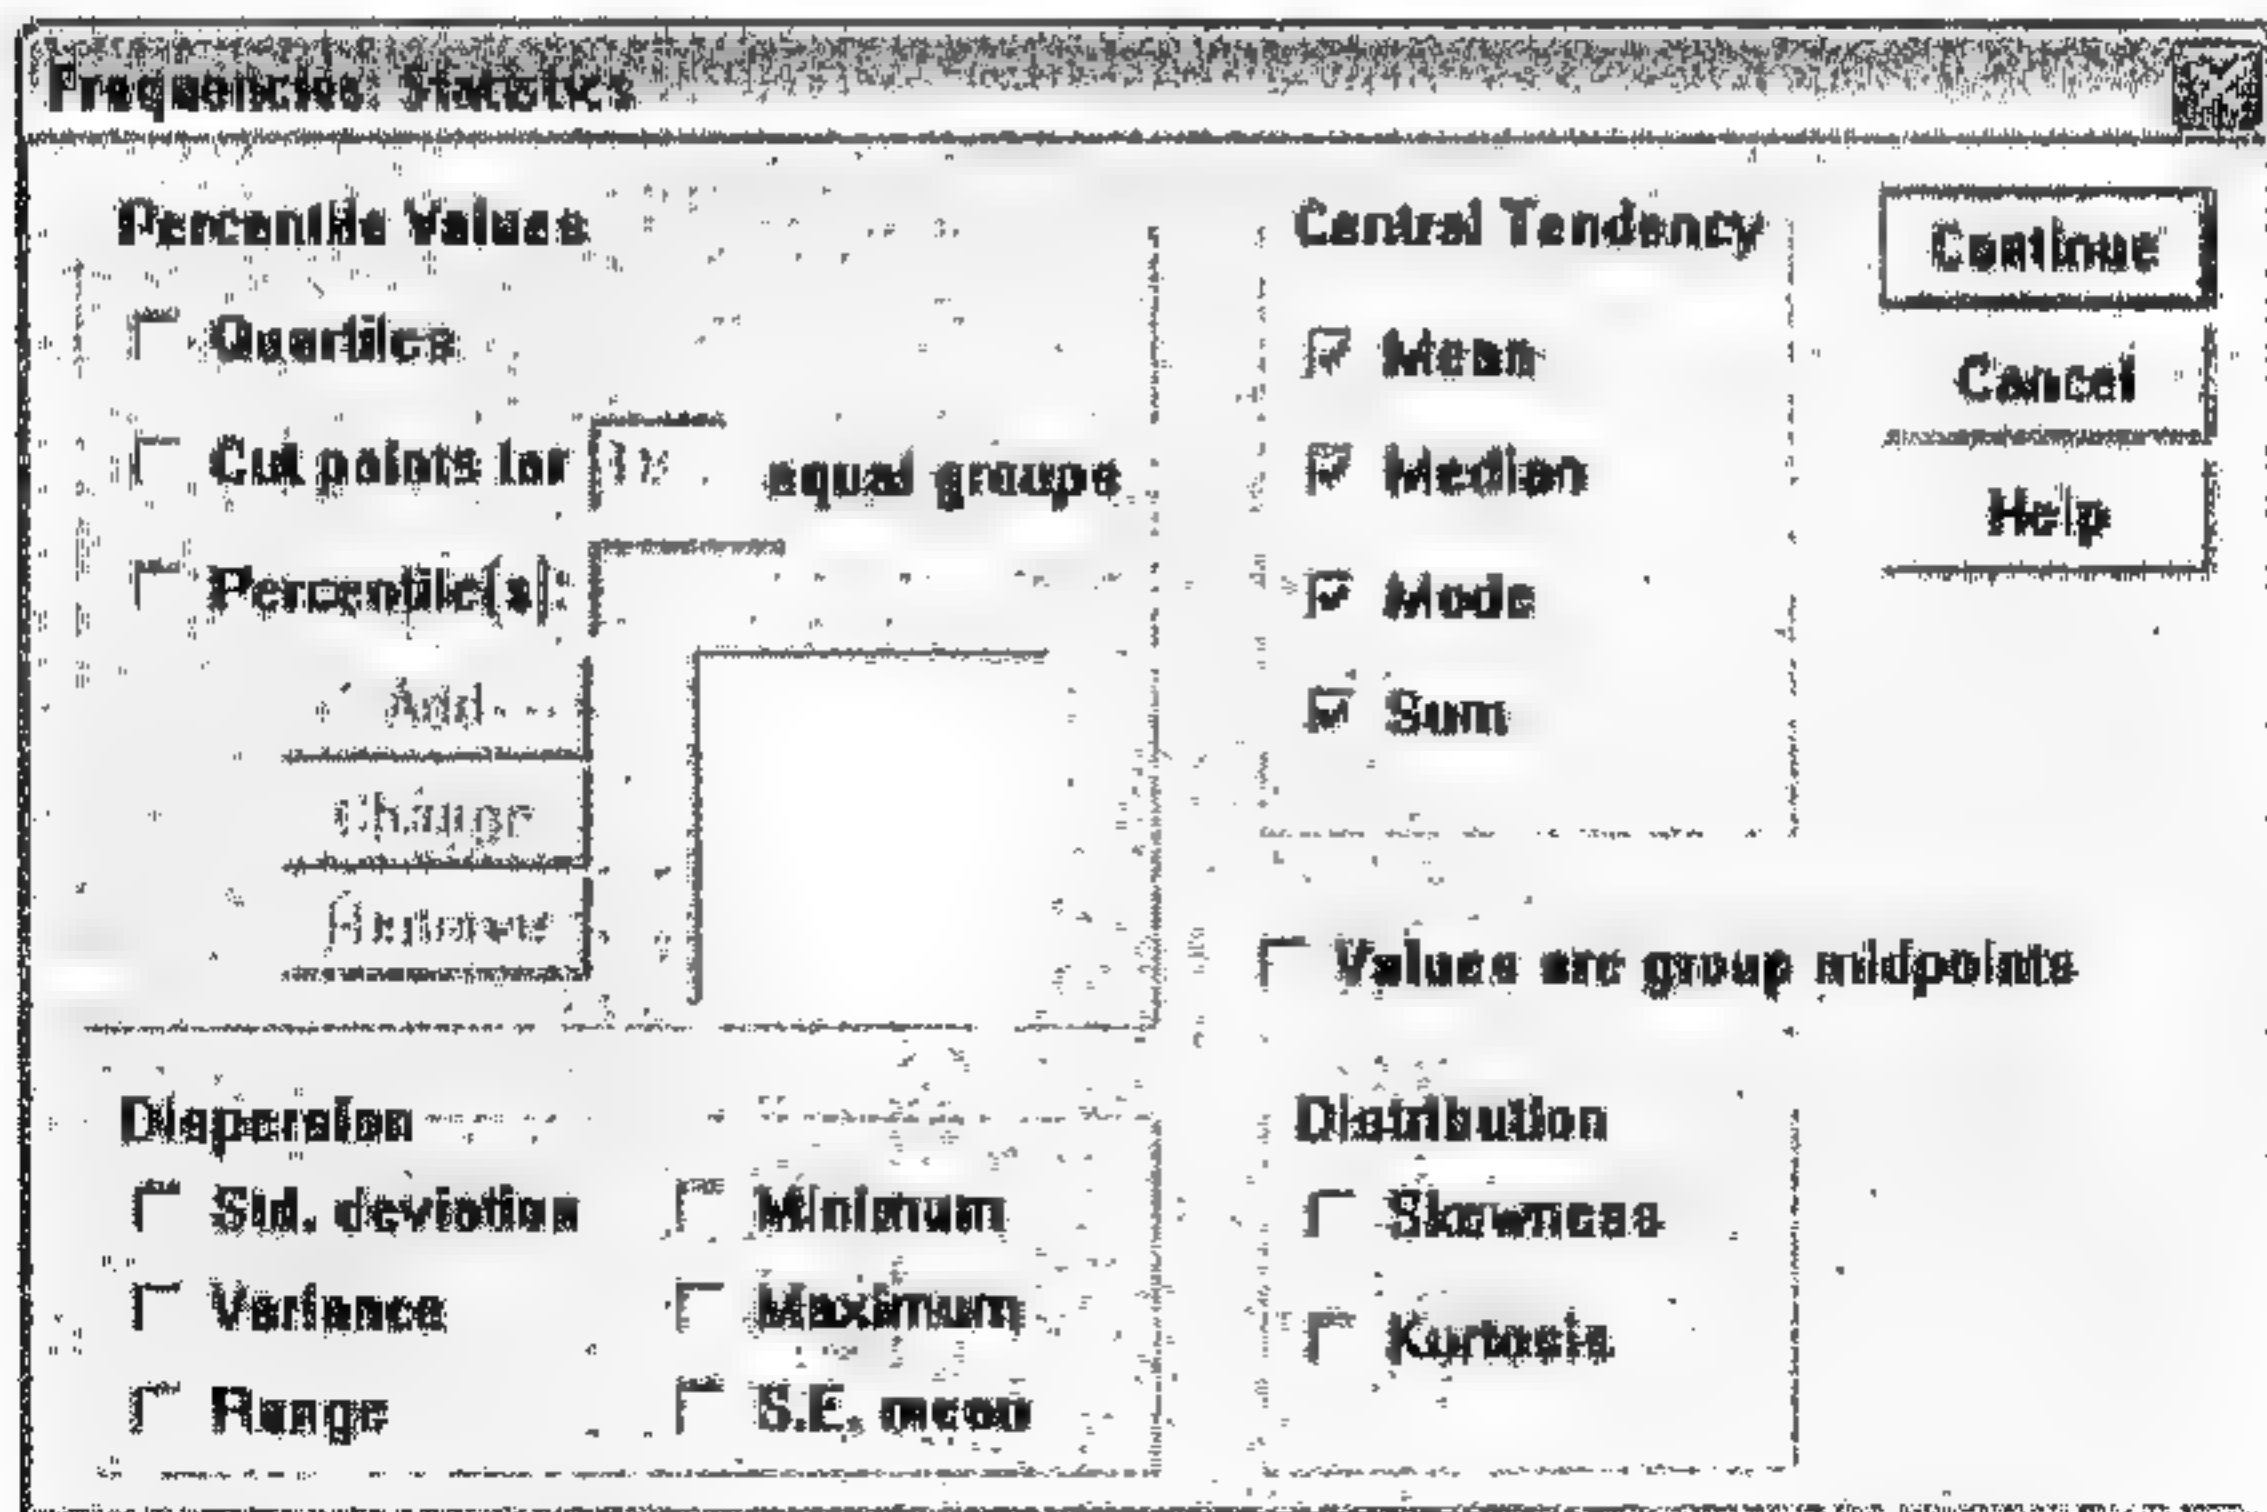 Frequencies: Statistics
Percentile Values
Quartiles
Cut points for equal groups
Percentile(s):
Add
Change
Remove
Central Tendency
Mean
Median
Mode
Sum
Continue
Cancel
Help
Values are group midpoints
Dispersion
Std. deviation
Variance
Range
Minimum
Maximum
S.E. mean
Distribution
Skewness
Kurtosis